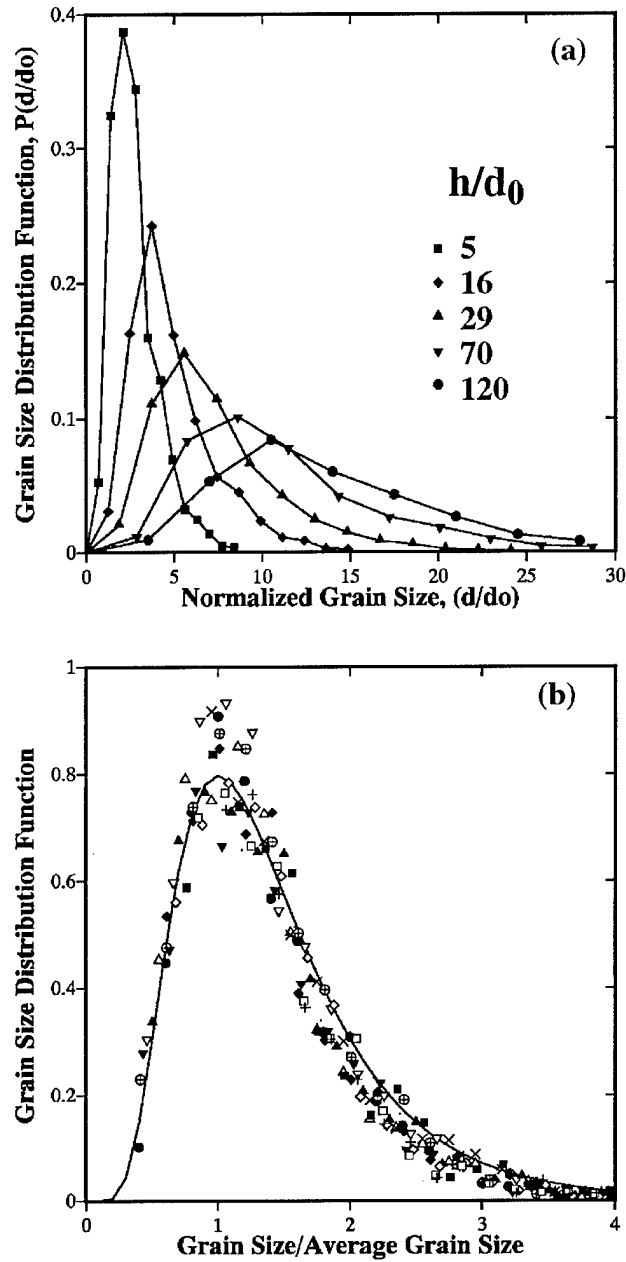 0.4
(a)
0.3
0.2
0.1
0
Grain Size Distribution Function, P(d/do)
h/d0
5
16
29
70
120
0 5 10 15 20 25 30
Normalized Grain Size, (d/do)
1
(b)
0.8
0.6
0.4
0.2
0
Grain Size Distribution Function
0 1 2 3 4
Grain Size/Average Grain Size